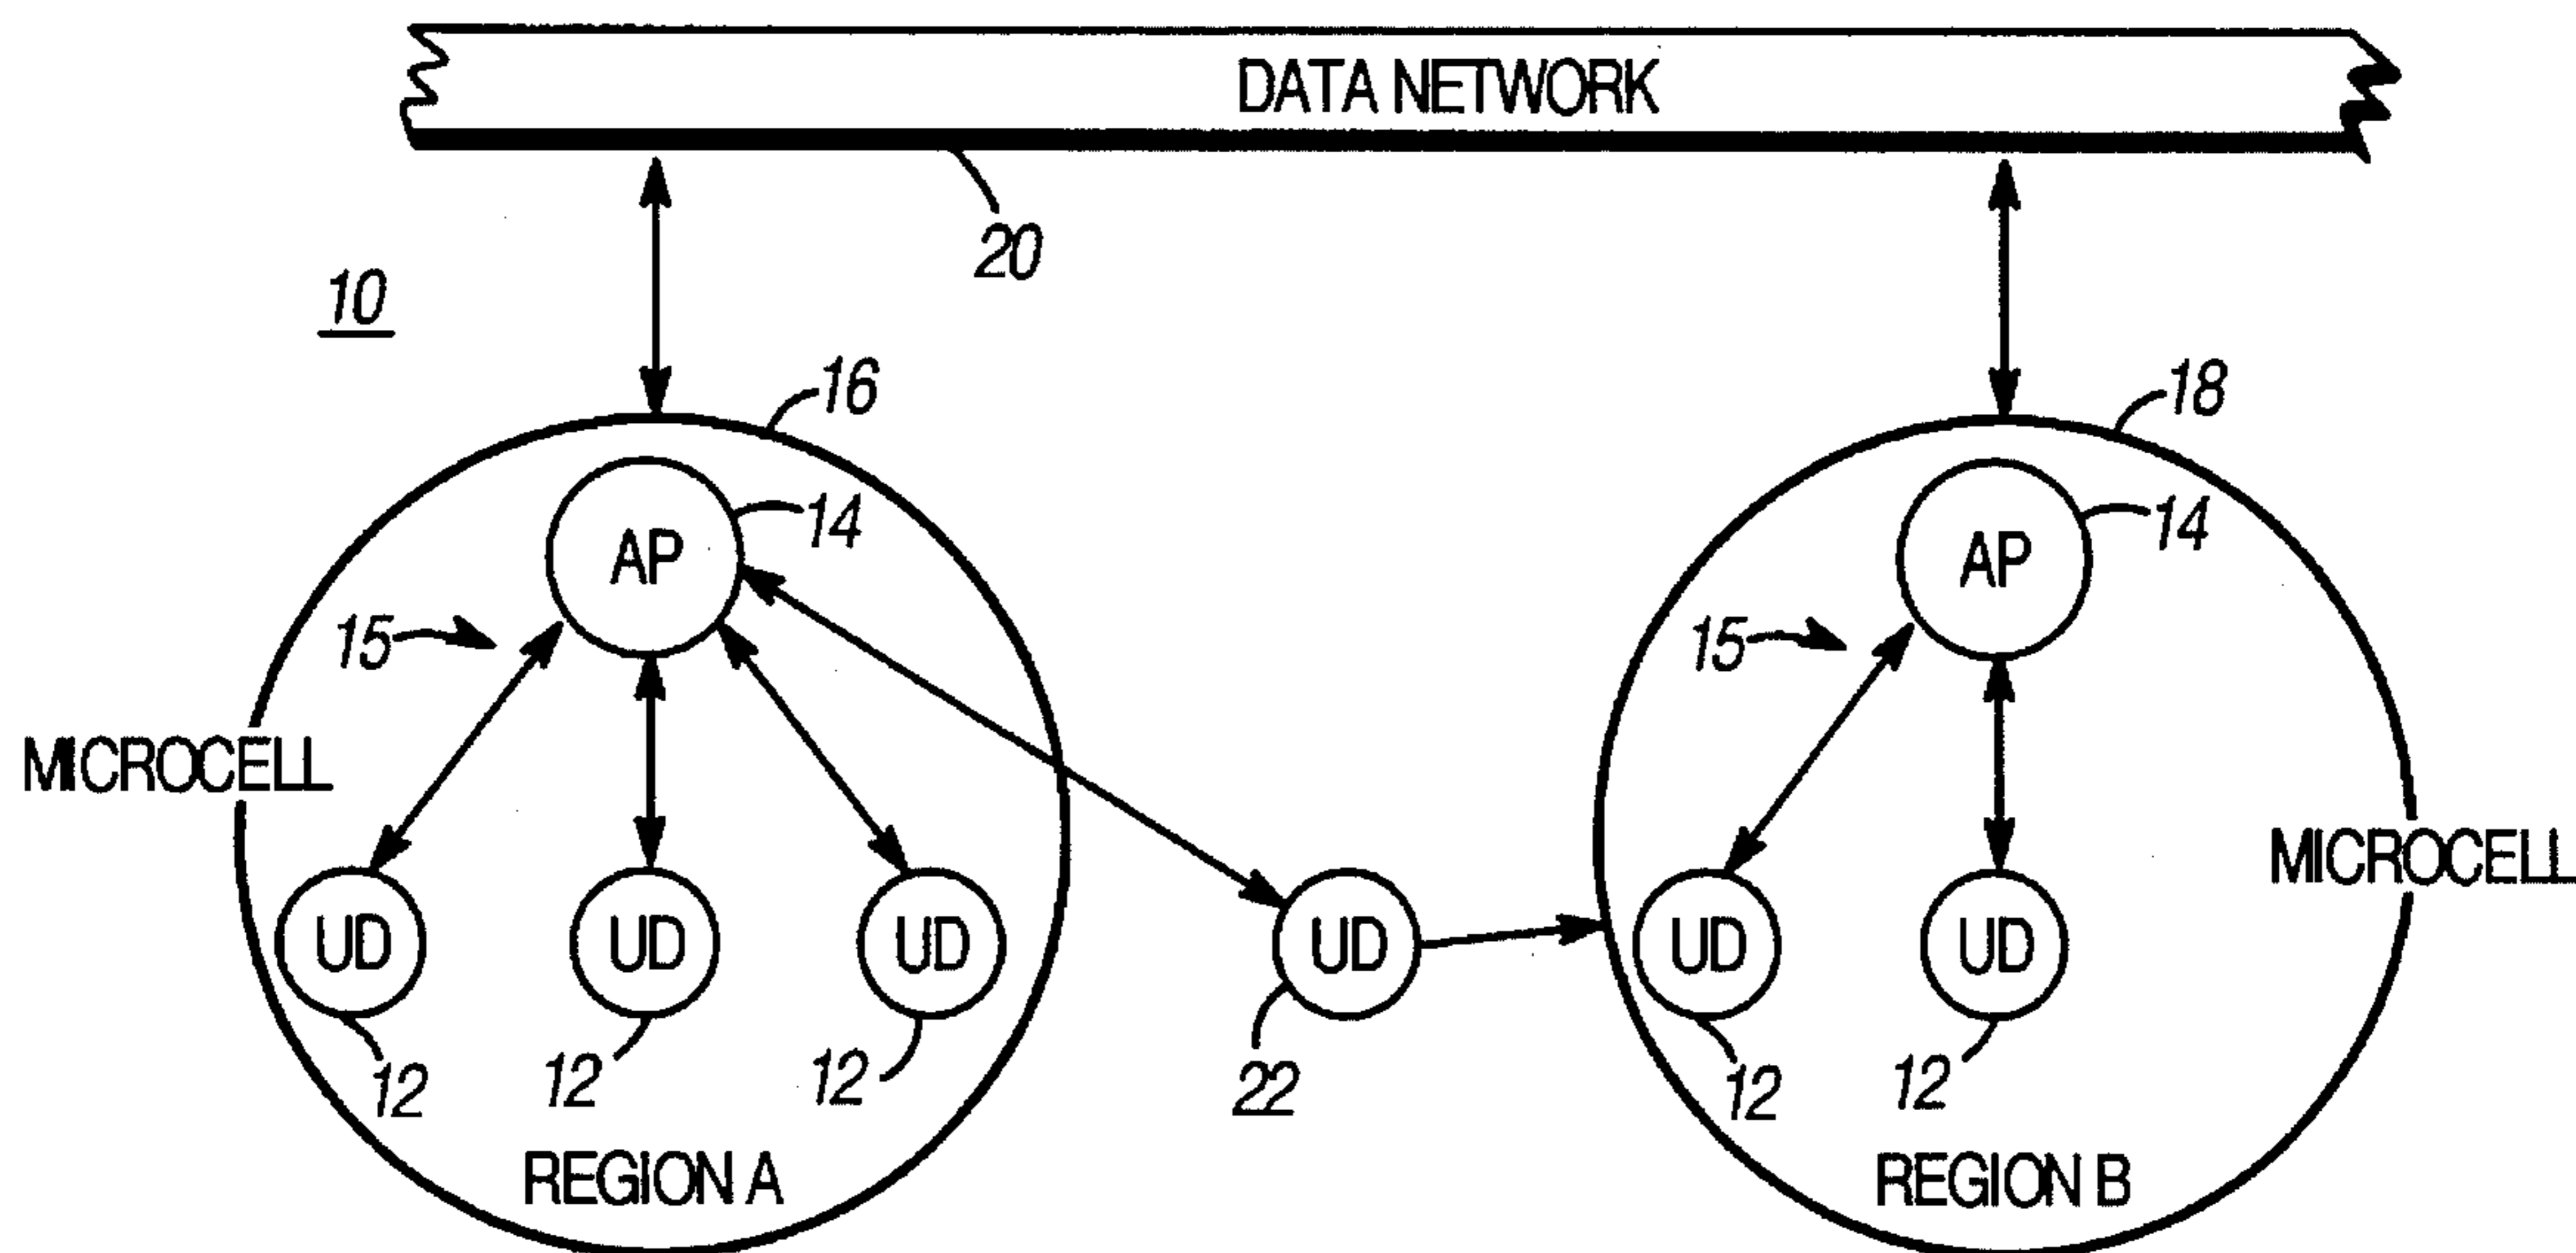 DATA NETWORK
20
10
16
18
AP
14
AP
14
15
15
MICROCELL
MICROCELL
UD
UD
UD
UD
UD
UD
12
12
12
22
12
12
REGION A
REGION B